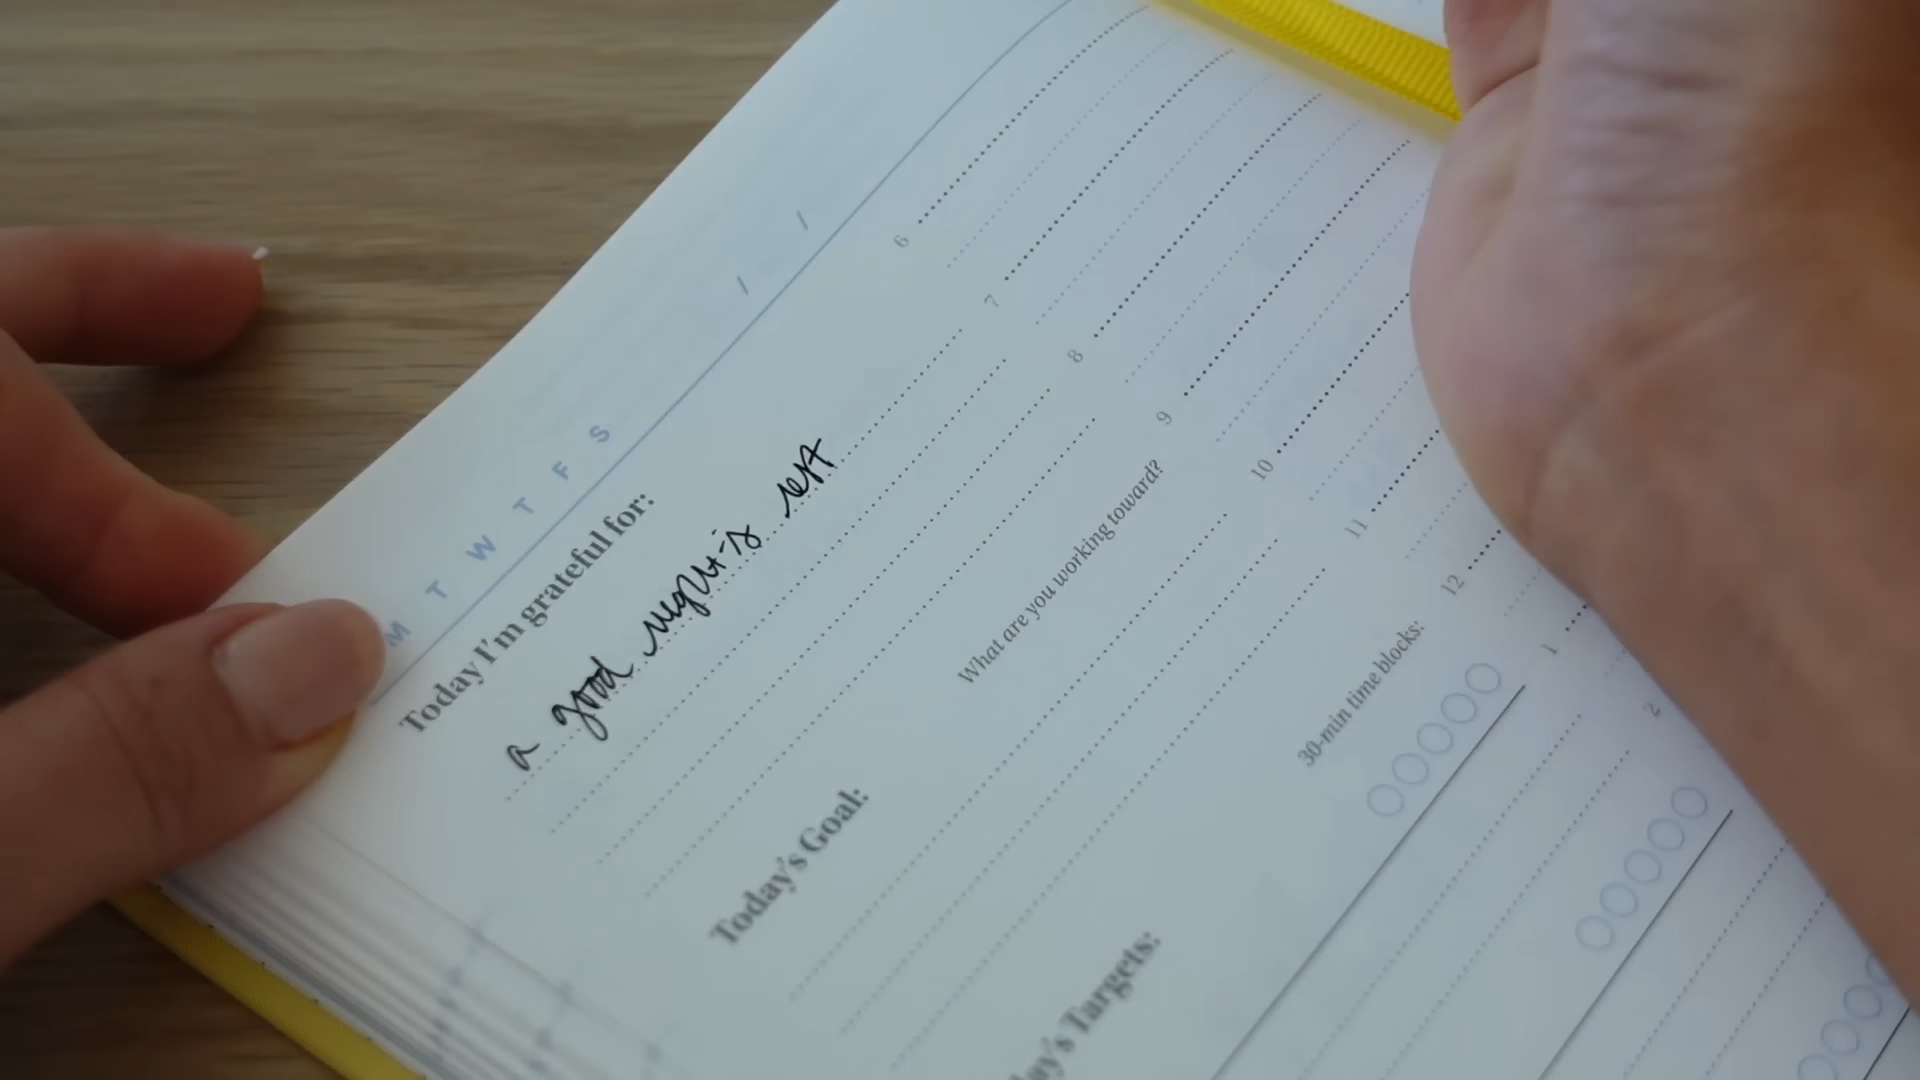 M T W T F S / /
Today I'm grateful for:
a good night's rest
Today's Goal:
What are you working toward?
Targets:
30-min time blocks:
6
7
8
9
10
11
12
1
2